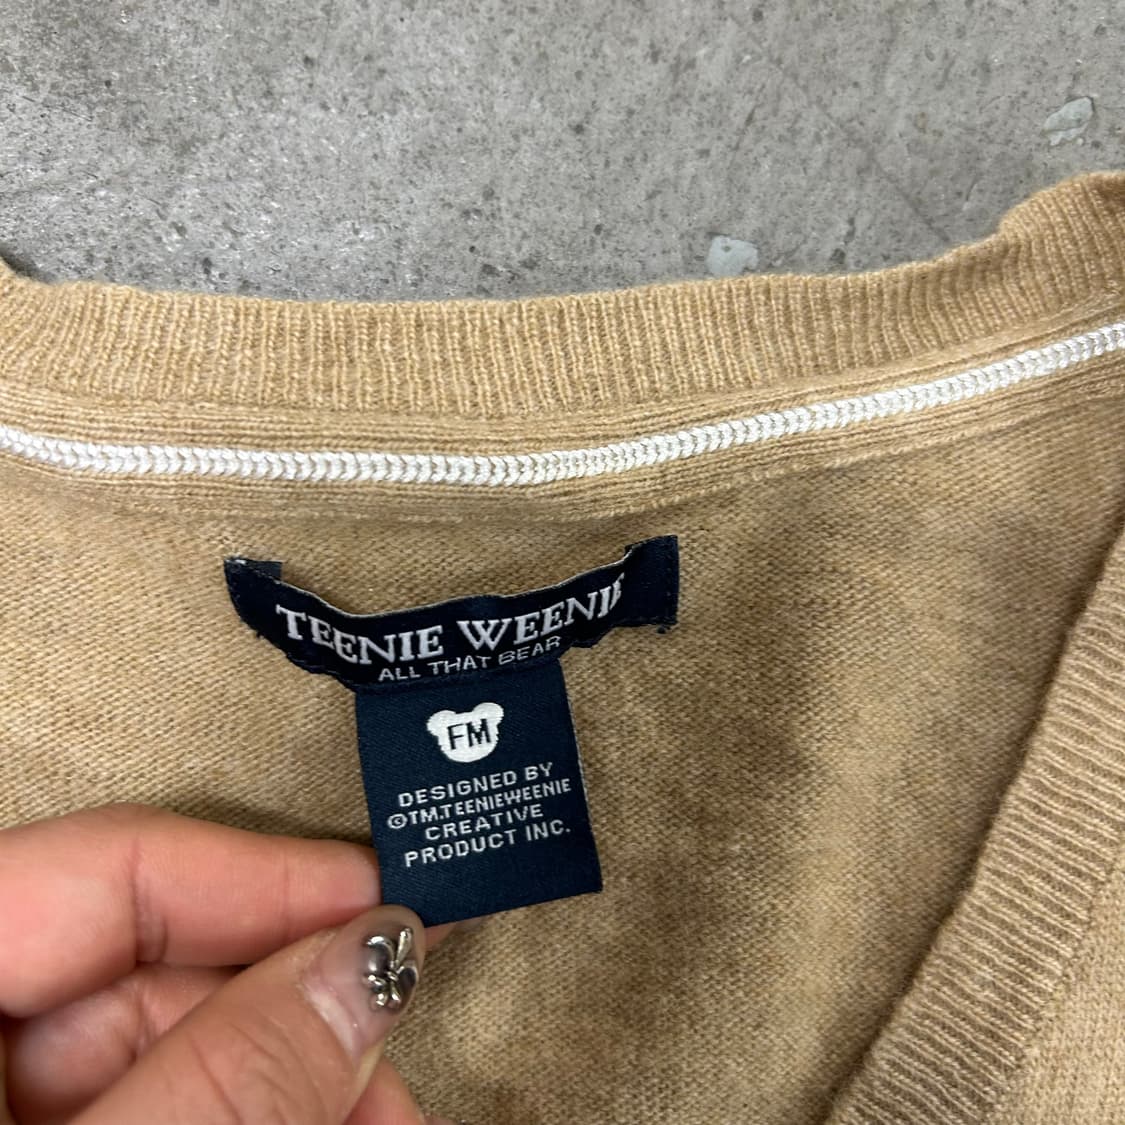 TEENIE WEENIE
ALL THAT BEAR
FM
DESIGNED BY
©TM.TEENIEWEENIE
CREATIVE
PRODUCT INC.